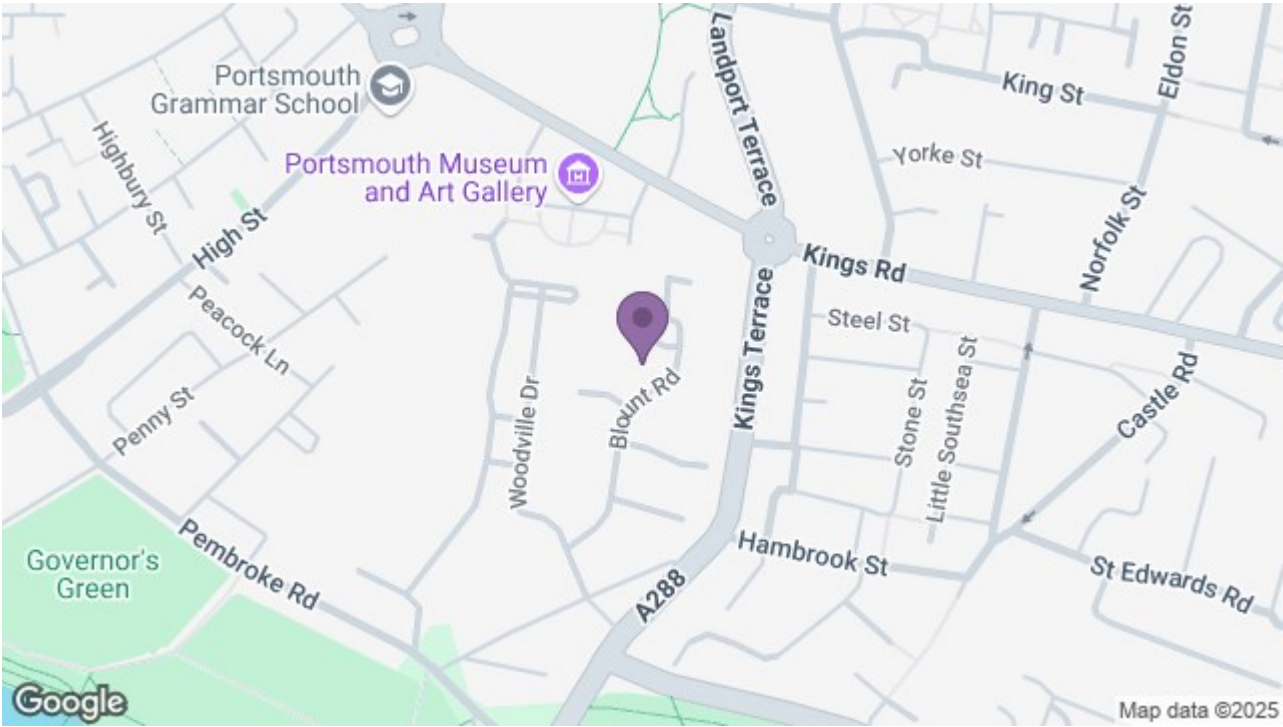 Portsmouth
Grammar School
Landport Terrace
King St
Eldon St
Highbury St
Portsmouth Museum
and Art Gallery
Yorke St
High St
Norfolk St
Kings Rd
Peacock Ln
Steel St
Kings Terrace
Penny St
Woodville Dr
Blount Rd
Stone St
Little Southsea St
Castle Rd
Governor's
Green
Pembroke Rd
Hambrook St
A288
St Edwards Rd
Google
Map data ©2025